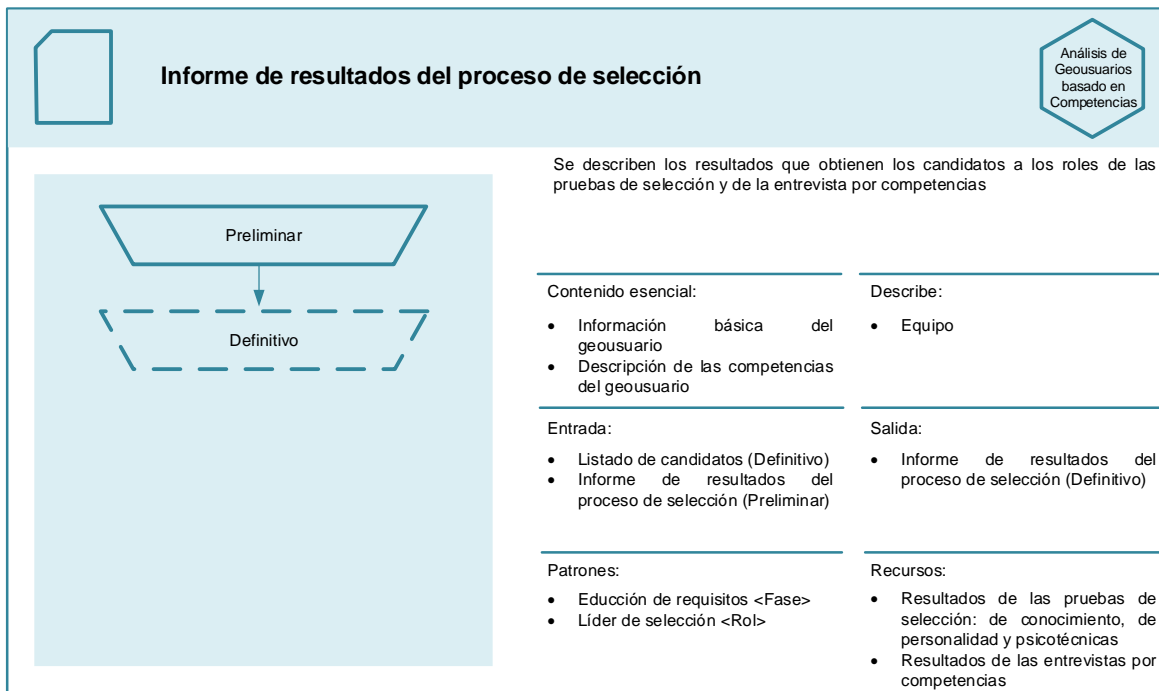 Informe de resultados del proceso de selección
Análisis de
Geousuarios
basado en
Competencias
Preliminar
Definitivo
Se describen los resultados que obtienen los candidatos a los roles de las
pruebas de selección y de la entrevista por competencias
Contenido esencial:
• Información básica del
geousuario
• Descripción de las competencias
del geousuario
Describe:
• Equipo
Entrada:
• Listado de candidatos (Definitivo)
• Informe de resultados del
proceso de selección (Preliminar)
Salida:
• Informe de resultados del
proceso de selección (Definitivo)
Patrones:
• Educción de requisitos <Fase>
• Líder de selección <Rol>
Recursos:
• Resultados de las pruebas de
selección: de conocimiento, de
personalidad y psicotécnicas
• Resultados de las entrevistas por
competencias